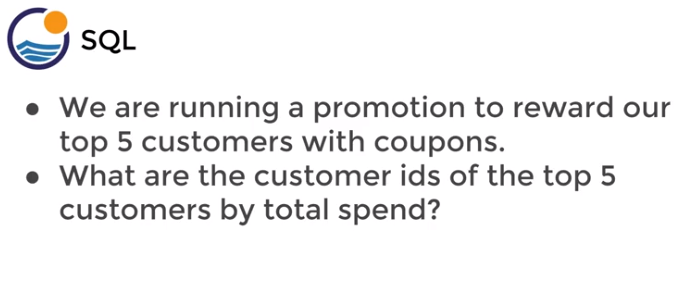 SQL
● We are running a promotion to reward our
top 5 customers with coupons.
● What are the customer ids of the top 5
customers by total spend?